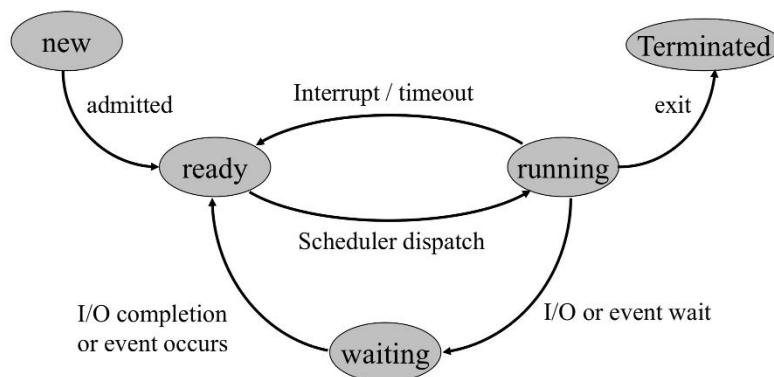 new
Terminated
admitted
Interrupt / timeout
exit
ready
running
Scheduler dispatch
I/O completion
or event occurs
I/O or event wait
waiting